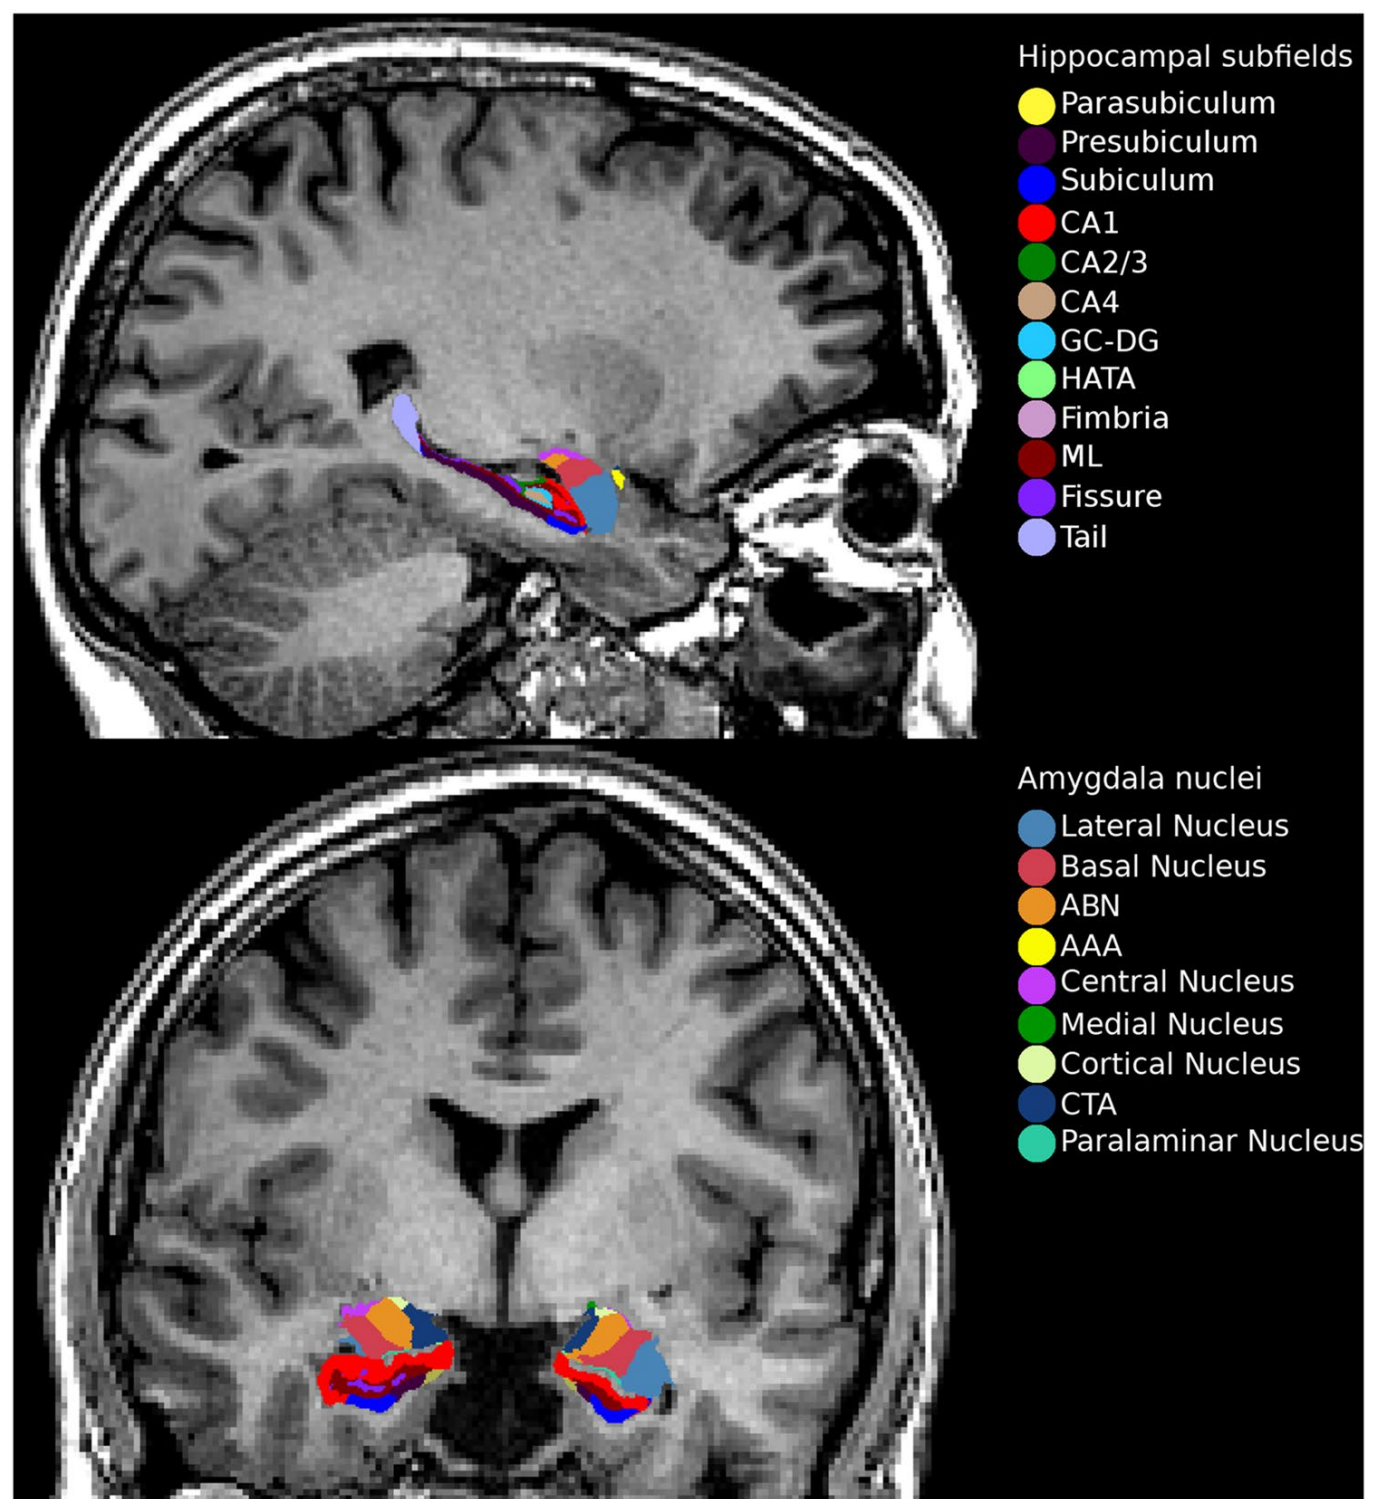 Hippocampal subfields
Parasubiculum
Presubiculum
Subiculum
CA1
CA2/3
CA4
GC-DG
HATA
Fimbria
ML
Fissure
Tail
Amygdala nuclei
Lateral Nucleus
Basal Nucleus
ABN
AAA
Central Nucleus
Medial Nucleus
Cortical Nucleus
CTA
Paralaminar Nucleus